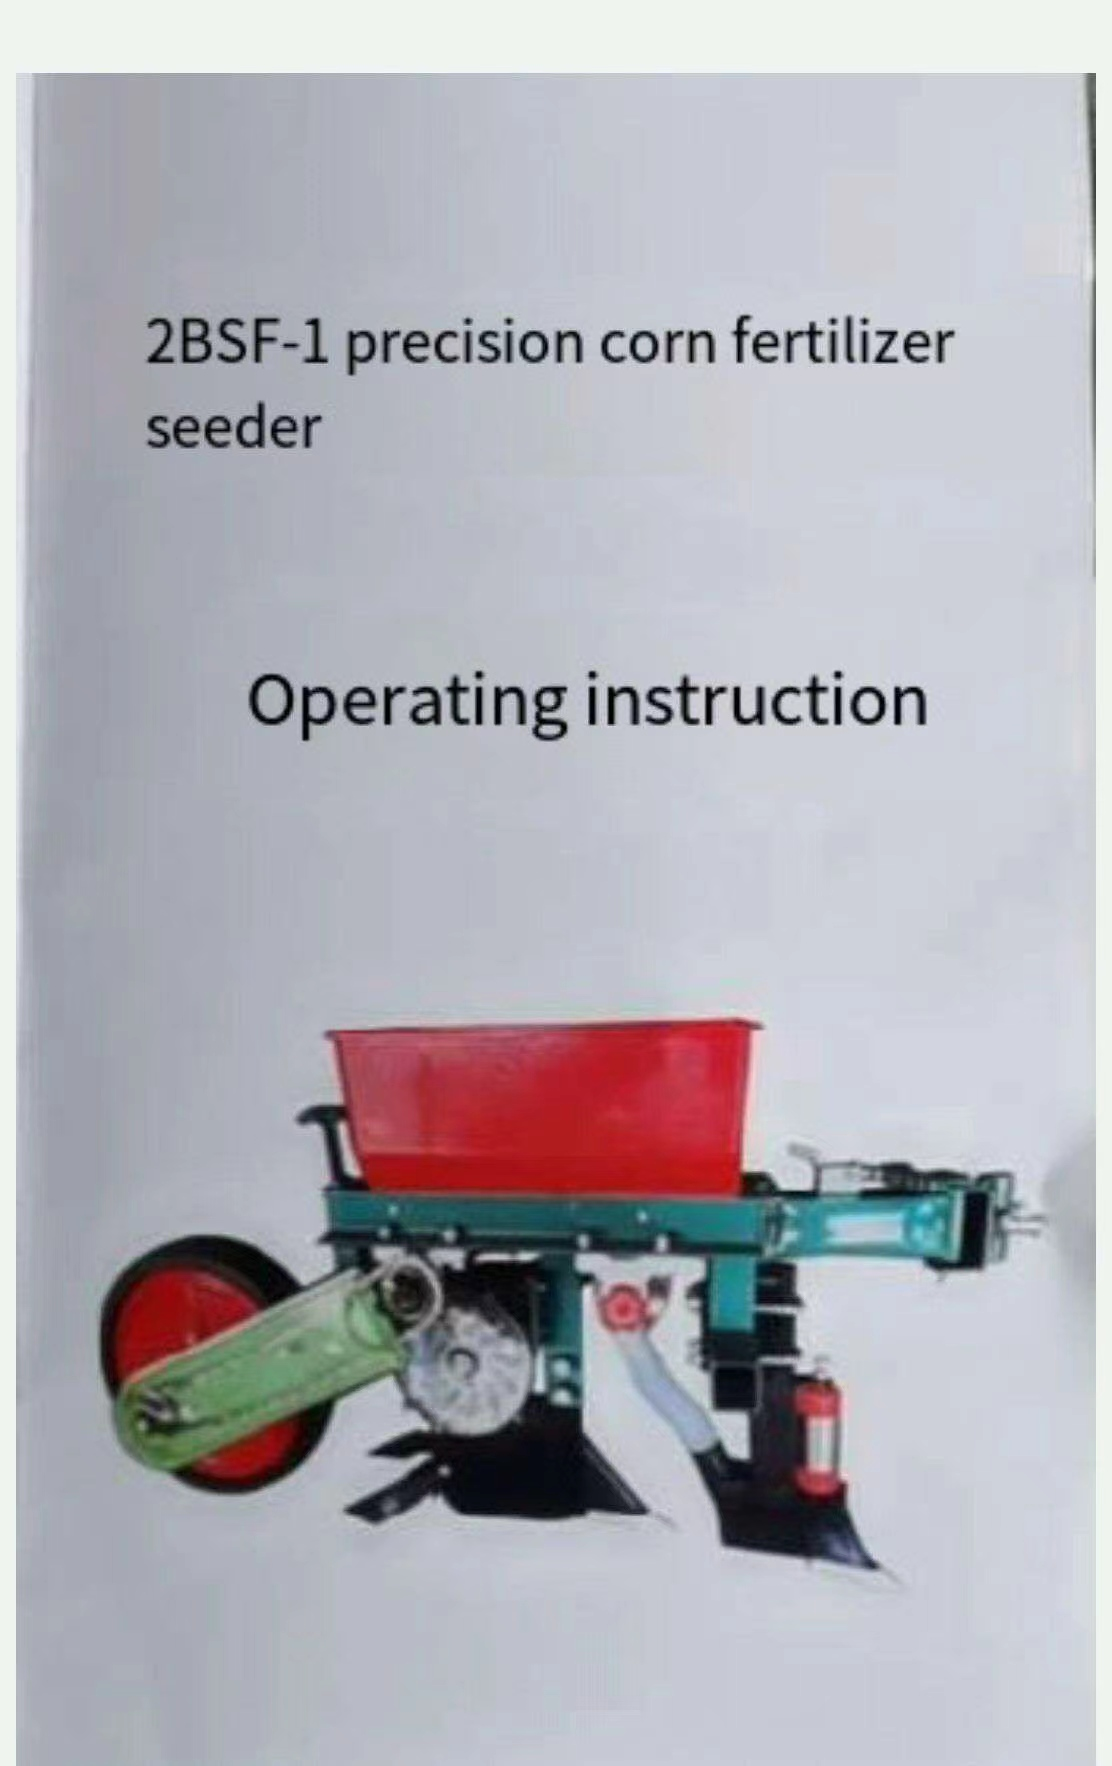 2BSF-1 precision corn fertilizer
seeder
Operating instruction